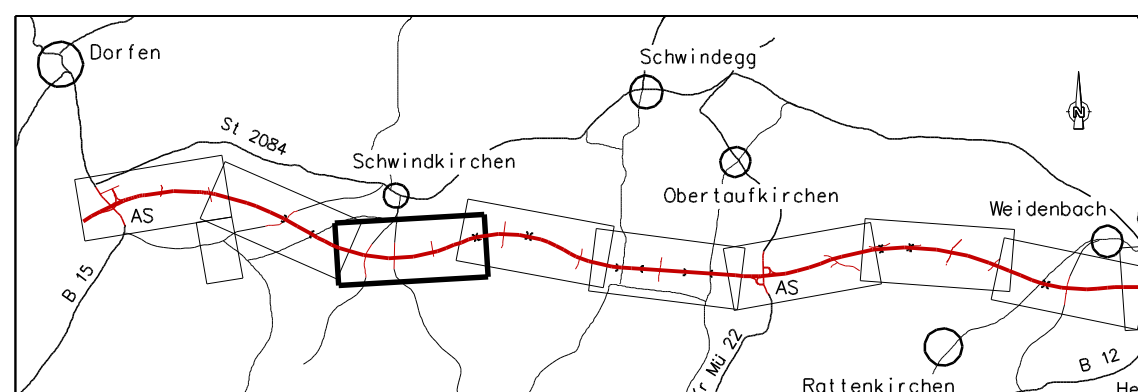 Dorfen
Schwindegg
N
St 2084
Schwindkirchen
Obertaufkirchen
Weidenbach
AS
B 15
AS
Mü 22
B 12
Rattenkirchen